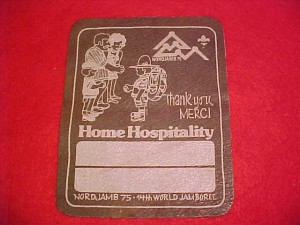 NORDJAMB 75
thank you
MERCI
Home Hospitality
NORDJAMB 75 - 14th WORLD JAMBOREE